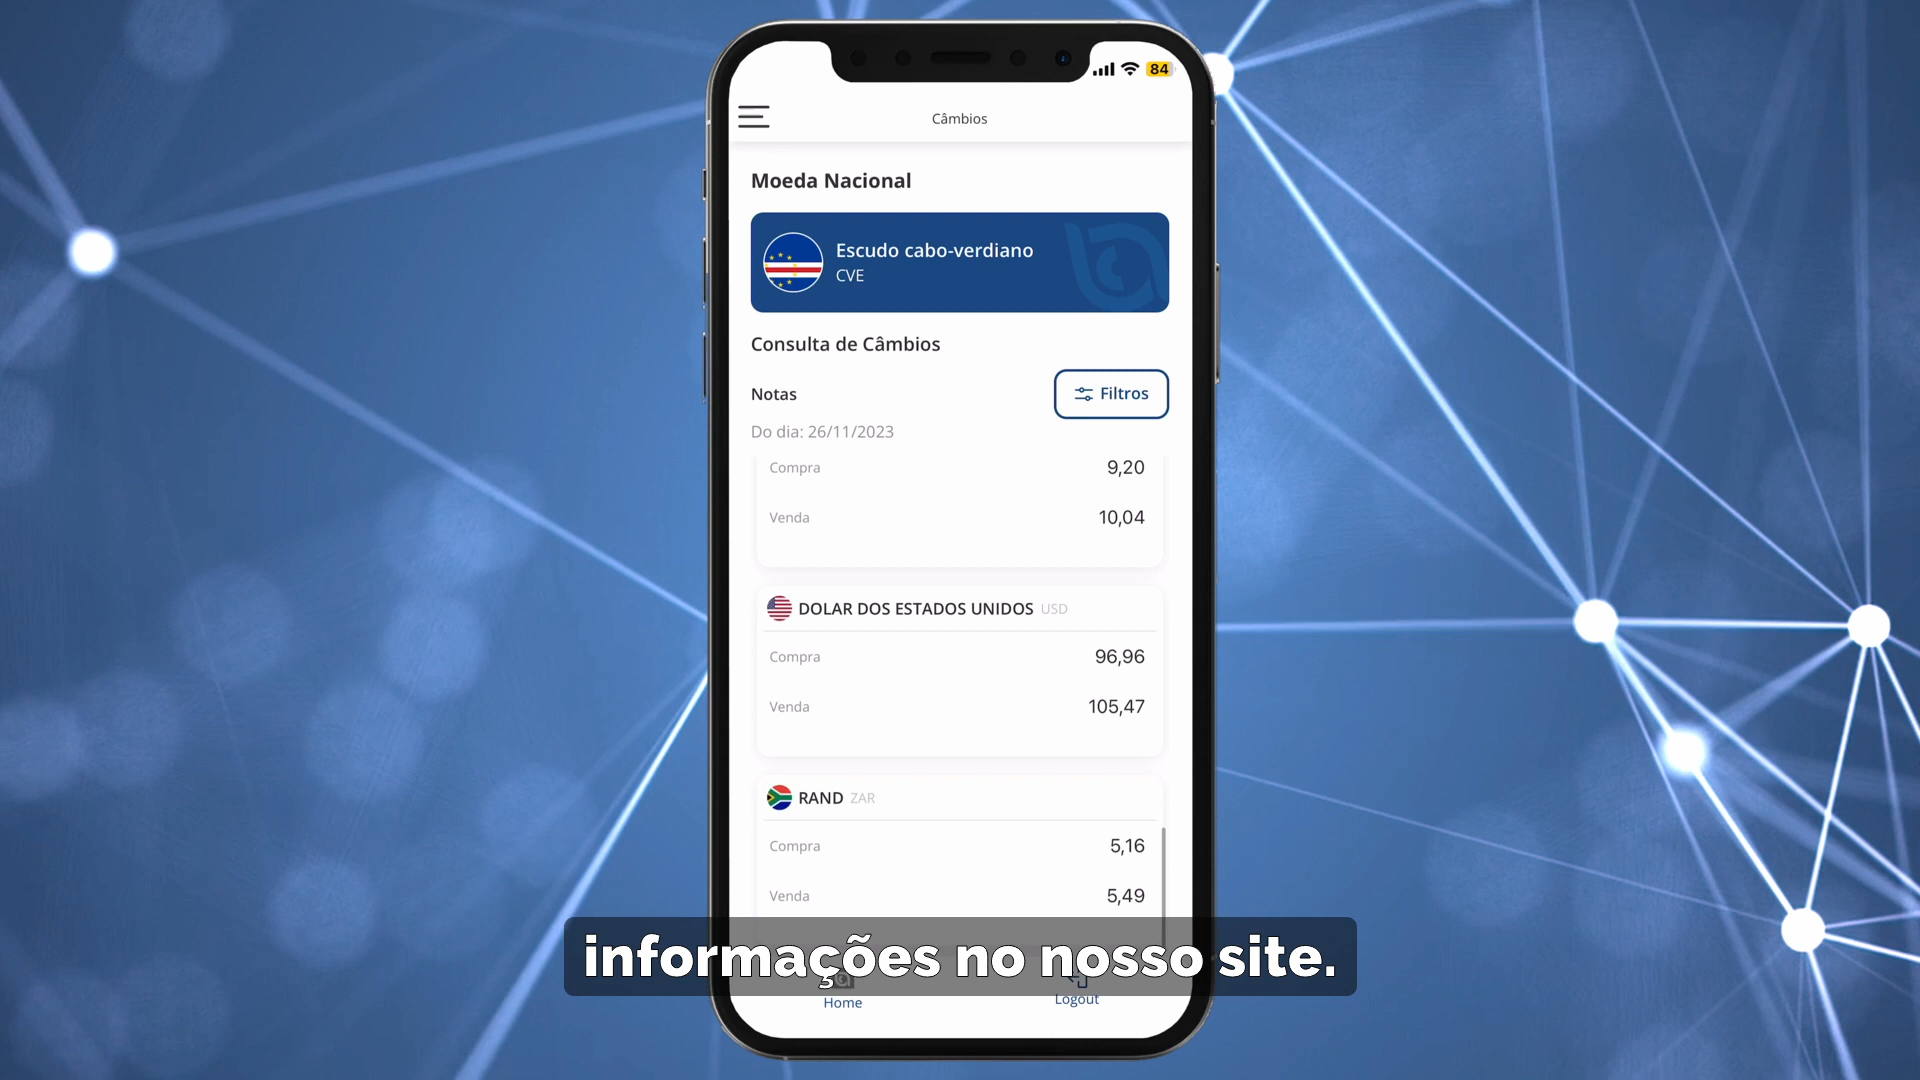 84
Câmbios
Moeda Nacional
Escudo cabo-verdiano
CVE
Consulta de Câmbios
Notas
Filtros
Do dia: 26/11/2023
Compra 9,20
Venda 10,04
DOLAR DOS ESTADOS UNIDOS USD
Compra 96,96
Venda 105,47
RAND ZAR
Compra 5,16
Venda 5,49
informações no nosso site.
Home
Logout